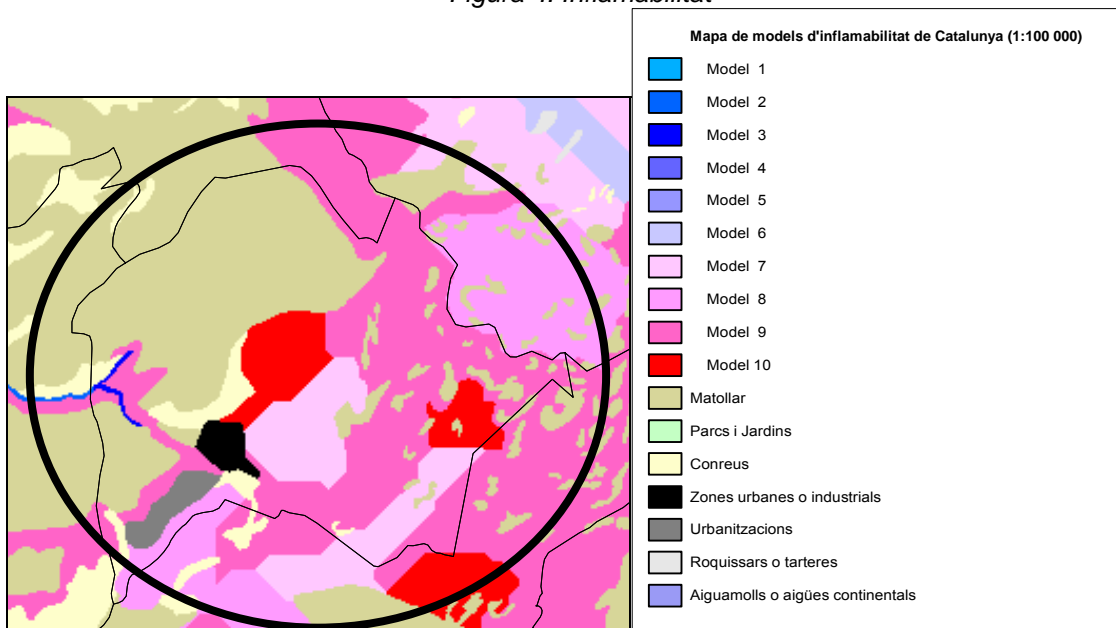 Figura 4. Inflamabilitat
Mapa de models d'inflamabilitat de Catalunya (1:100 000)
Model 1
Model 2
Model 3
Model 4
Model 5
Model 6
Model 7
Model 8
Model 9
Model 10
Matollar
Parcs i Jardins
Conreus
Zones urbanes o industrials
Urbanitzacions
Roquissars o tarteres
Aiguamolls o aigües continentals